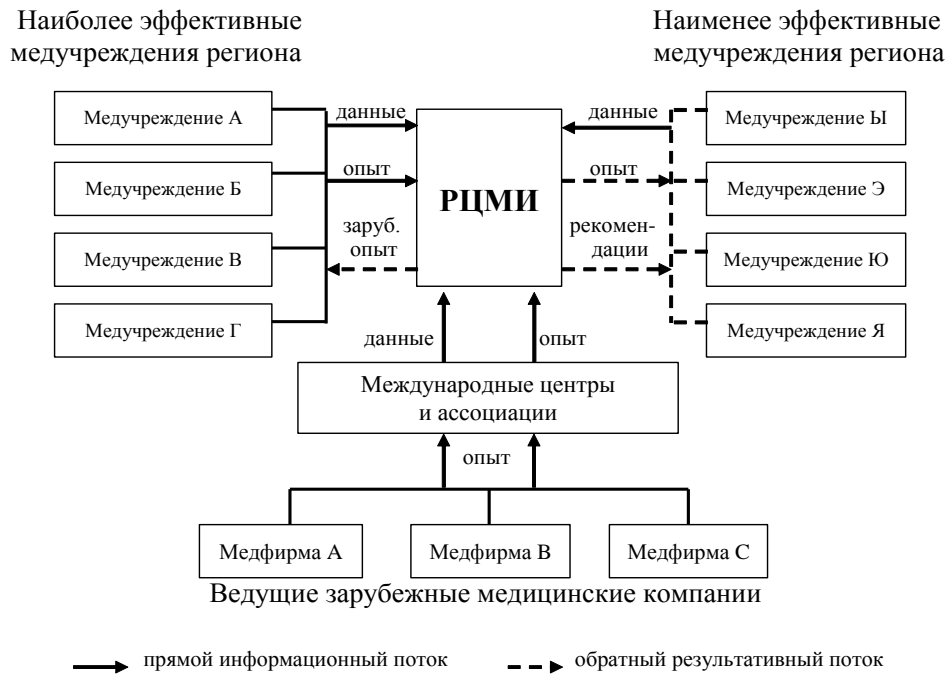 Наиболее эффективные
медучреждения региона
Наименее эффективные
медучреждения региона
Медучреждение А
Медучреждение Б
Медучреждение В
Медучреждение Г
данные
опыт
заруб.
опыт
РЦМИ
данные
опыт
рекомен-
дации
Медучреждение Ы
Медучреждение Э
Медучреждение Ю
Медучреждение Я
данные
опыт
Международные центры
и ассоциации
опыт
Медфирма А
Медфирма В
Медфирма С
Ведущие зарубежные медицинские компании
прямой информационный поток
обратный результативный поток